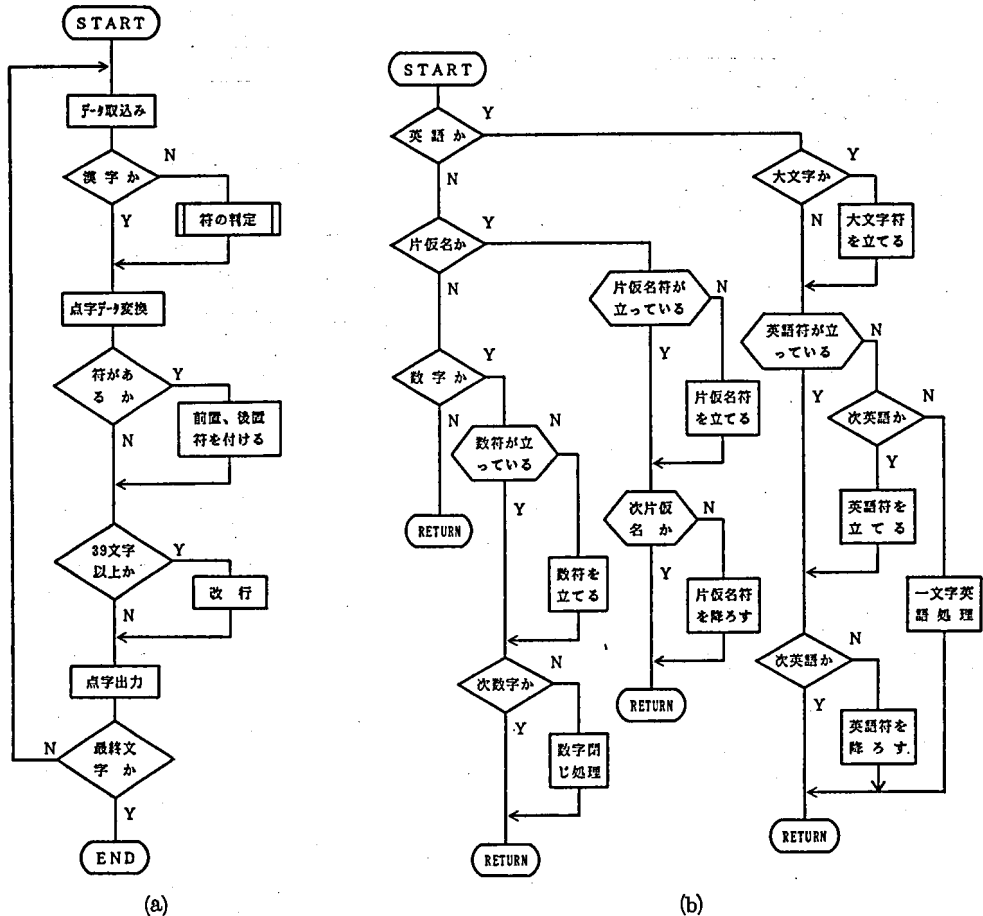 START
データ取込み
漢字か
N
Y
符の判定
点字データ変換
符があ
るか
Y
N
前置、後置
符を付ける
39文字
以上か
Y
N
改行
点字出力
最終文
字か
N
Y
END
(a)
START
英語か
Y
N
片仮名か
Y
N
数字か
Y
N
RETURN
数符が立
っている
N
Y
数符を
立てる
次数字か
N
Y
数字閉
じ処理
RETURN
片仮名符が
立っている
N
Y
片仮名符
を立てる
次片仮
名か
N
Y
片仮名符
を降ろす
RETURN
大文字か
Y
N
大文字符
を立てる
英語符が立
っている
N
Y
次英語か
N
Y
英語符を
立てる
一文字英
語処理
次英語か
N
Y
英語符を
降ろす
RETURN
(b)